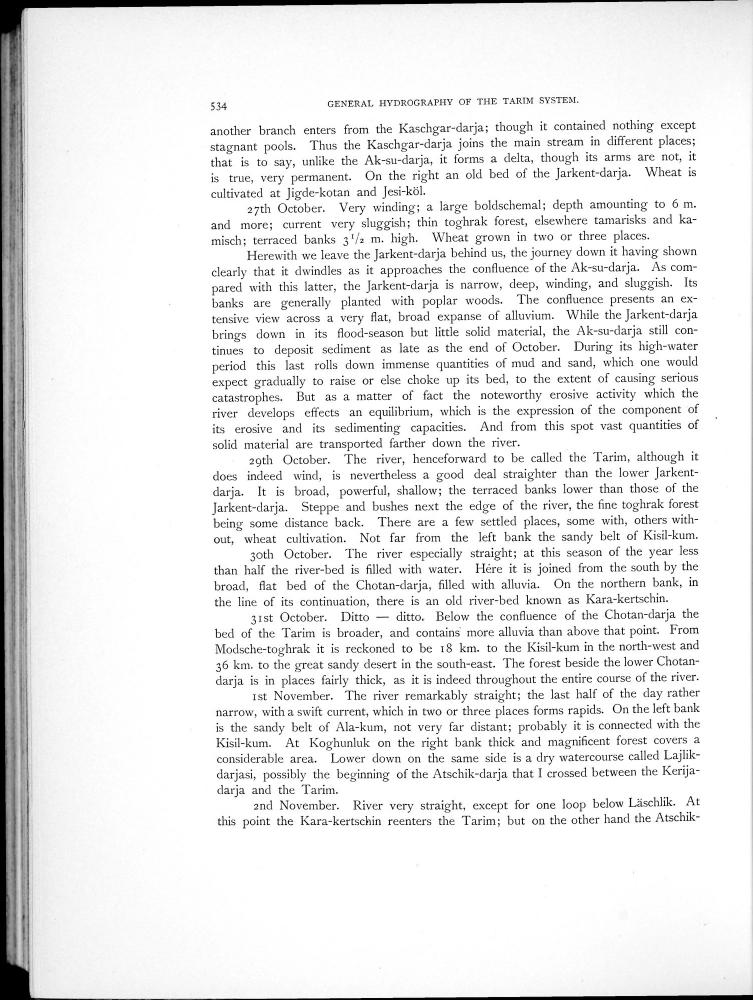 534
GENERAL HYDROGRAPHY OF THE TARIM SYSTEM.
another branch enters from the Kaschgar-darja; though it contained nothing except
stagnant pools. Thus the Kaschgar-darja joins the main stream in different places;
that is to say, unlike the Ak-su-darja, it forms a delta, though its arms are not, it
is true, very permanent. On the right an old bed of the Jarkent-darja. Wheat is
cultivated at Jigde-kotan and Jesi-köl.
27th October. Very winding; a large boldschemal; depth amounting to 6 m.
and more; current very sluggish; thin toghrak forest, elsewhere tamarisks and ka-
misch; terraced banks 3 1/2 m. high. Wheat grown in two or three places.
Herewith we leave the Jarkent-darja behind us, the journey down it having shown
clearly that it dwindles as it approaches the confluence of the Ak-su-darja. As com-
pared with this latter, the Jarkent-darja is narrow, deep, winding, and sluggish. Its
banks are generally planted with poplar woods. The confluence presents an ex-
tensive view across a very flat, broad expanse of alluvium. While the Jarkent-darja
brings down in its flood-season but little solid material, the Ak-su-darja still con-
tinues to deposit sediment as late as the end of October. During its high-water
period this last rolls down immense quantities of mud and sand, which one would
expect gradually to raise or else choke up its bed, to the extent of causing serious
catastrophes. But as a matter of fact the noteworthy erosive activity which the
river develops effects an equilibrium, which is the expression of the component of
its erosive and its sedimenting capacities. And from this spot vast quantities of
solid material are transported farther down the river.
29th October. The river, henceforward to be called the Tarim, although it
does indeed wind, is nevertheless a good deal straighter than the lower Jarkent-
darja. It is broad, powerful, shallow; the terraced banks lower than those of the
Jarkent-darja. Steppe and bushes next the edge of the river, the fine toghrak forest
being some distance back. There are a few settled places, some with, others with-
out, wheat cultivation. Not far from the left bank the sandy belt of Kisil-kum.
30th October. The river especially straight; at this season of the year less
than half the river-bed is filled with water. Here it is joined from the south by the
broad, flat bed of the Chotan-darja, filled with alluvia. On the northern bank, in
the line of its continuation, there is an old river-bed known as Kara-kertschin.
31st October. Ditto — ditto. Below the confluence of the Chotan-darja the
bed of the Tarim is broader, and contains more alluvia than above that point. From
Modsche-toghrak it is reckoned to be 18 km. to the Kisil-kum in the north-west and
36 km. to the great sandy desert in the south-east. The forest beside the lower Chotan-
darja is in places fairly thick, as it is indeed throughout the entire course of the river.
1st November. The river remarkably straight; the last half of the day rather
narrow, with a swift current, which in two or three places forms rapids. On the left bank
is the sandy belt of Ala-kum, not very far distant; probably it is connected with the
Kisil-kum. At Koghunluk on the right bank thick and magnificent forest covers a
considerable area. Lower down on the same side is a dry watercourse called Lajlik-
darjasi, possibly the beginning of the Atschik-darja that I crossed between the Kerija-
darja and the Tarim.
2nd November. River very straight, except for one loop below Läschlik. At
this point the Kara-kertschin reenters the Tarim; but on the other hand the Atschik-